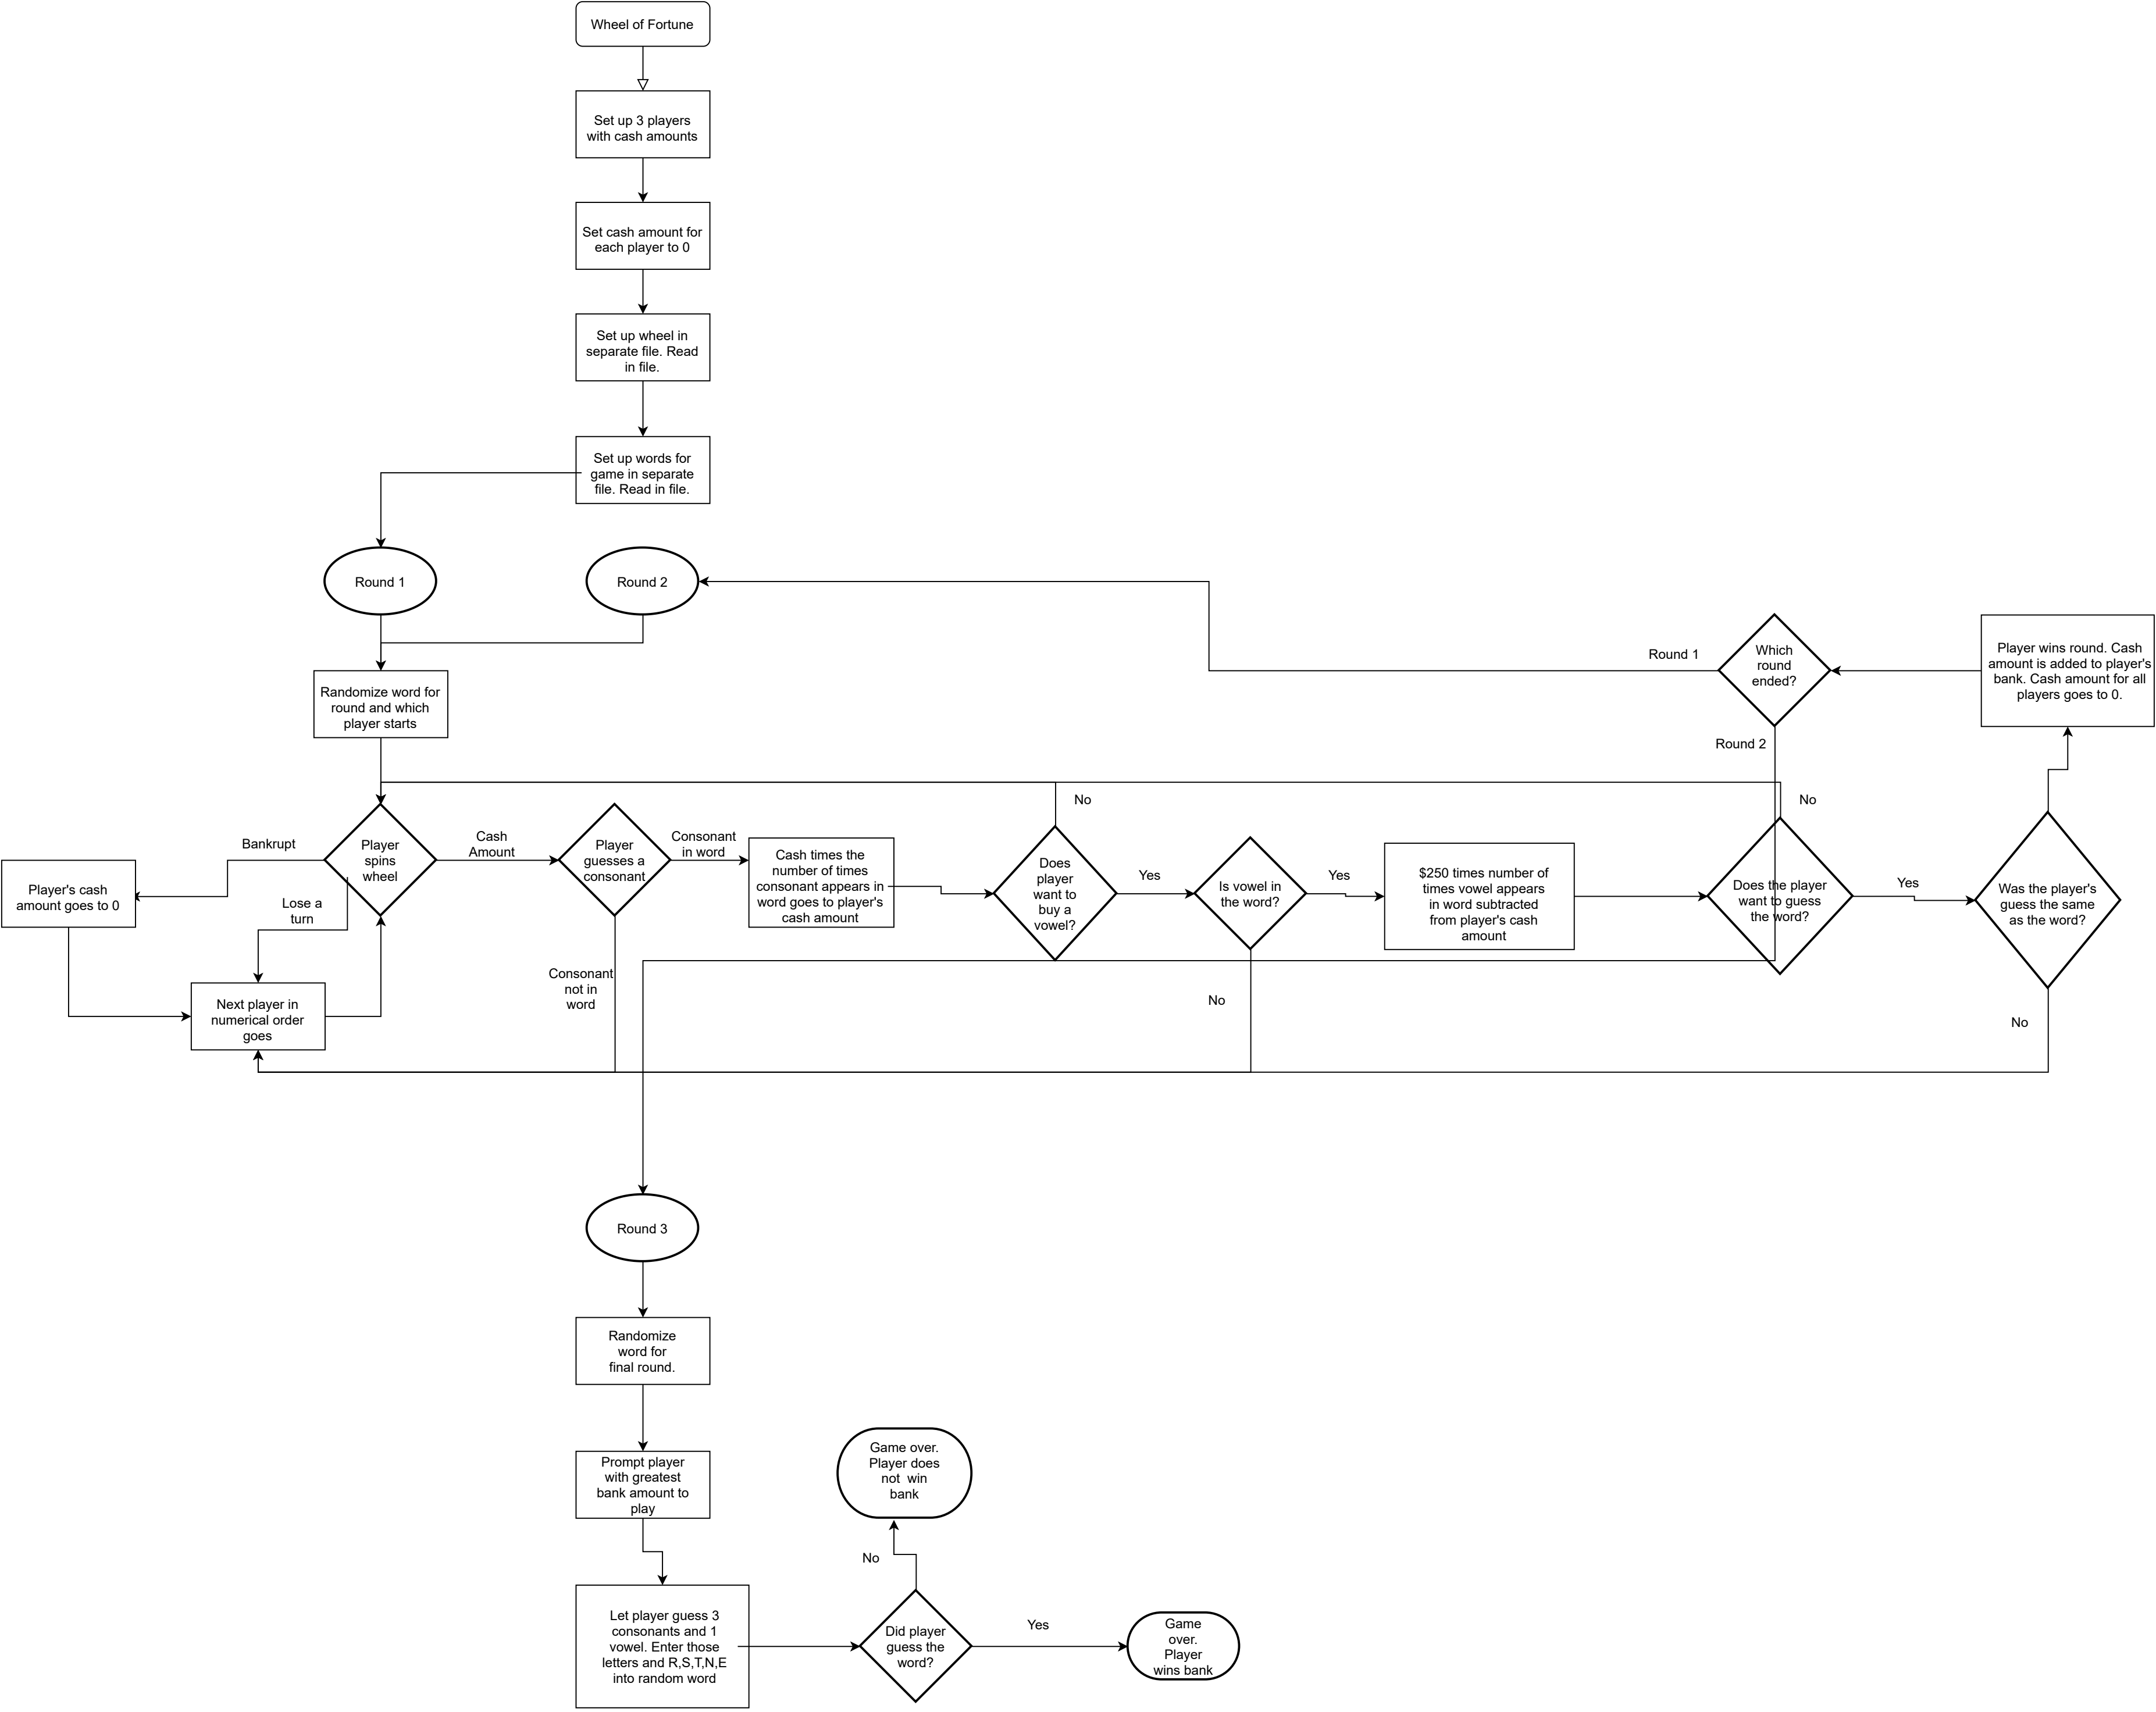 Wheel of Fortune
Set up 3 players
with cash amounts
Set cash amount for
each player to 0
Set up wheel in
separate file. Read
in file.
Set up words for
game in separate
file. Read in file.
Round 1
Round 2
Randomize word for
round and which
player starts
Round 1
Which
round
ended?
Player wins round. Cash
amount is added to player's
bank. Cash amount for all
players goes to 0.
Round 2
No
No
Bankrupt
Player
spins
wheel
Cash
Amount
Player
guesses a
consonant
Consonant
in word
Cash times the
number of times
consonant appears in
word goes to player's
cash amount
Does
player
want to
buy a
vowel?
Yes
Is vowel in
the word?
Yes
$250 times number of
times vowel appears
in word subtracted
from player's cash
amount
Does the player
want to guess
the word?
Yes
Was the player's
guess the same
as the word?
Player's cash
amount goes to 0
Lose a
turn
Next player in
numerical order
goes
Consonant
not in
word
No
No
Round 3
Randomize
word for
final round.
Prompt player
with greatest
bank amount to
play
Game over.
Player does
not  win
bank
No
Let player guess 3
consonants and 1
vowel. Enter those
letters and R,S,T,N,E
into random word
Did player
guess the
word?
Yes
Game
over.
Player
wins bank